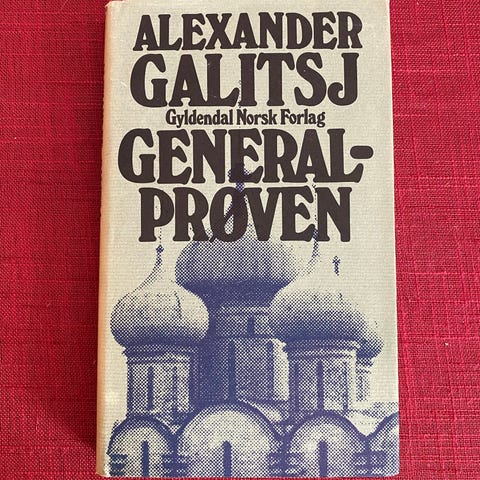 ALEXANDER
GALITSJ
Gyldendal Norsk Forlag
GENERAL-
PRØVEN